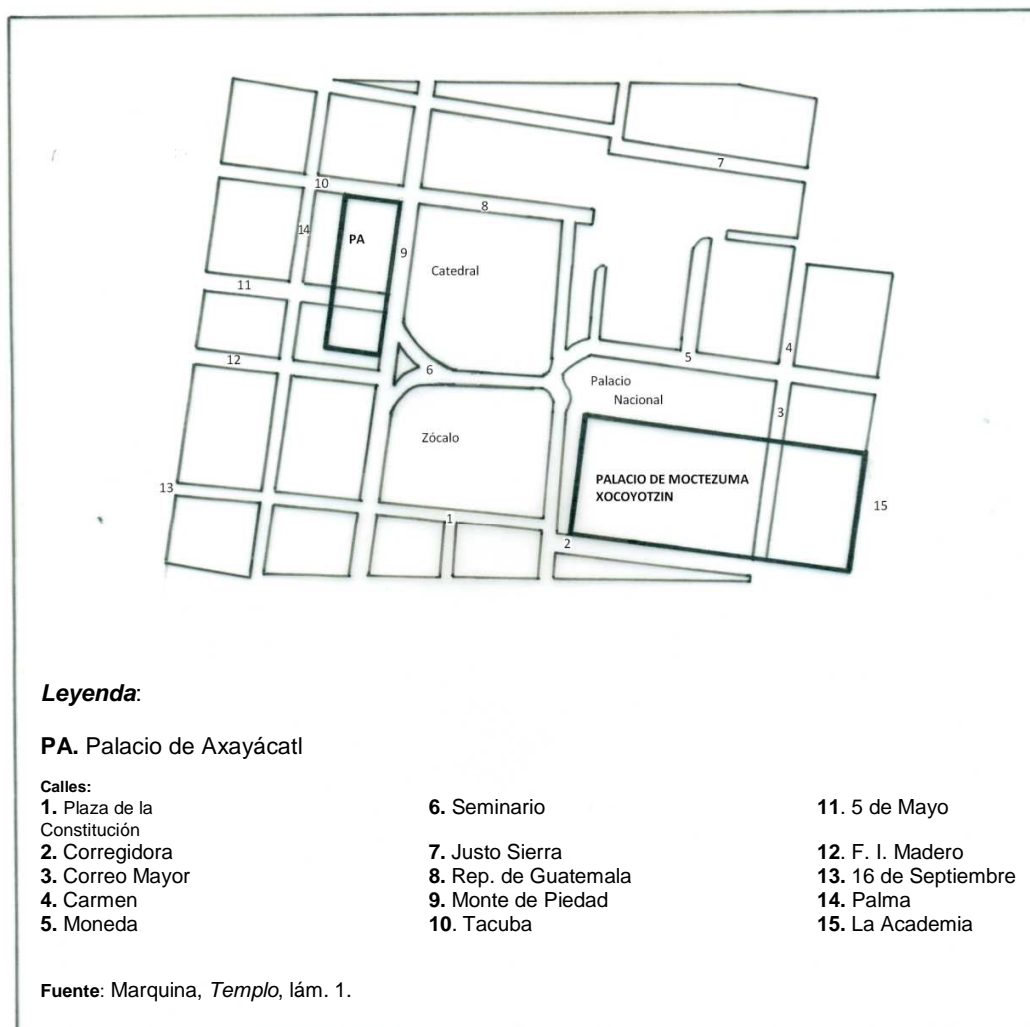 7
10
8
14
PA
9
Catedral
11
4
5
12
6
Palacio
Nacional
3
Zócalo
PALACIO DE MOCTEZUMA
XOCOYOTZIN
13
15
1
2
Leyenda:
PA. Palacio de Axayácatl
Calles:
1. Plaza de la
Constitución
2. Corregidora
3. Correo Mayor
4. Carmen
5. Moneda
6. Seminario
7. Justo Sierra
8. Rep. de Guatemala
9. Monte de Piedad
10. Tacuba
11. 5 de Mayo
12. F. I. Madero
13. 16 de Septiembre
14. Palma
15. La Academia
Fuente: Marquina, Templo, lám. 1.